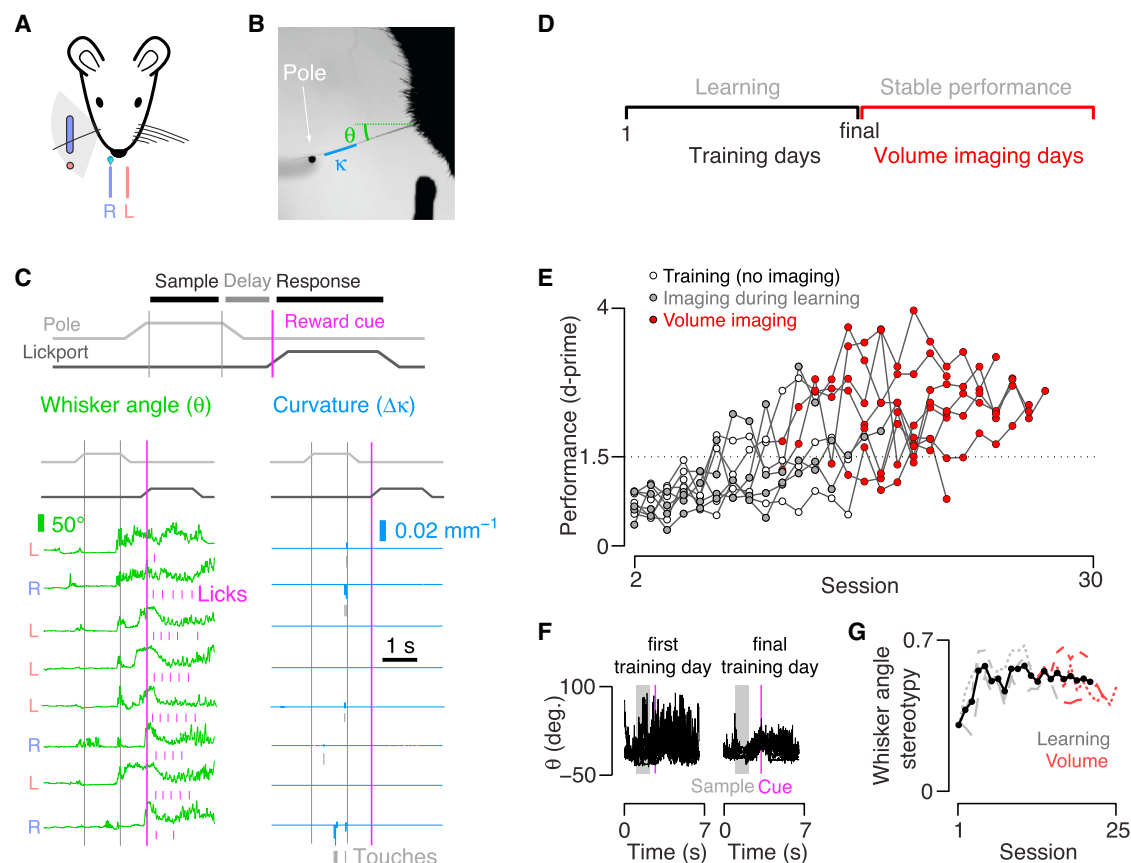 A
R L
B
Pole
θ
κ
C
Sample Delay Response
Pole
Reward cue
Lickport
Whisker angle (θ)
Curvature (Δκ)
50°
0.02 mm⁻¹
L
R
Licks
L
L
1 s
L
R
L
R
Touches
D
Learning
Stable performance
1
final
Training days
Volume imaging days
E
Training (no imaging)
Imaging during learning
Volume imaging
Performance (d-prime)
4
1.5
0
2
30
Session
F
first
training day
final
training day
θ (deg.)
100
−50
Sample
Cue
0
7
0
7
Time (s)
Time (s)
G
Whisker angle
stereotypy
0.7
0
Learning
Volume
1
25
Session